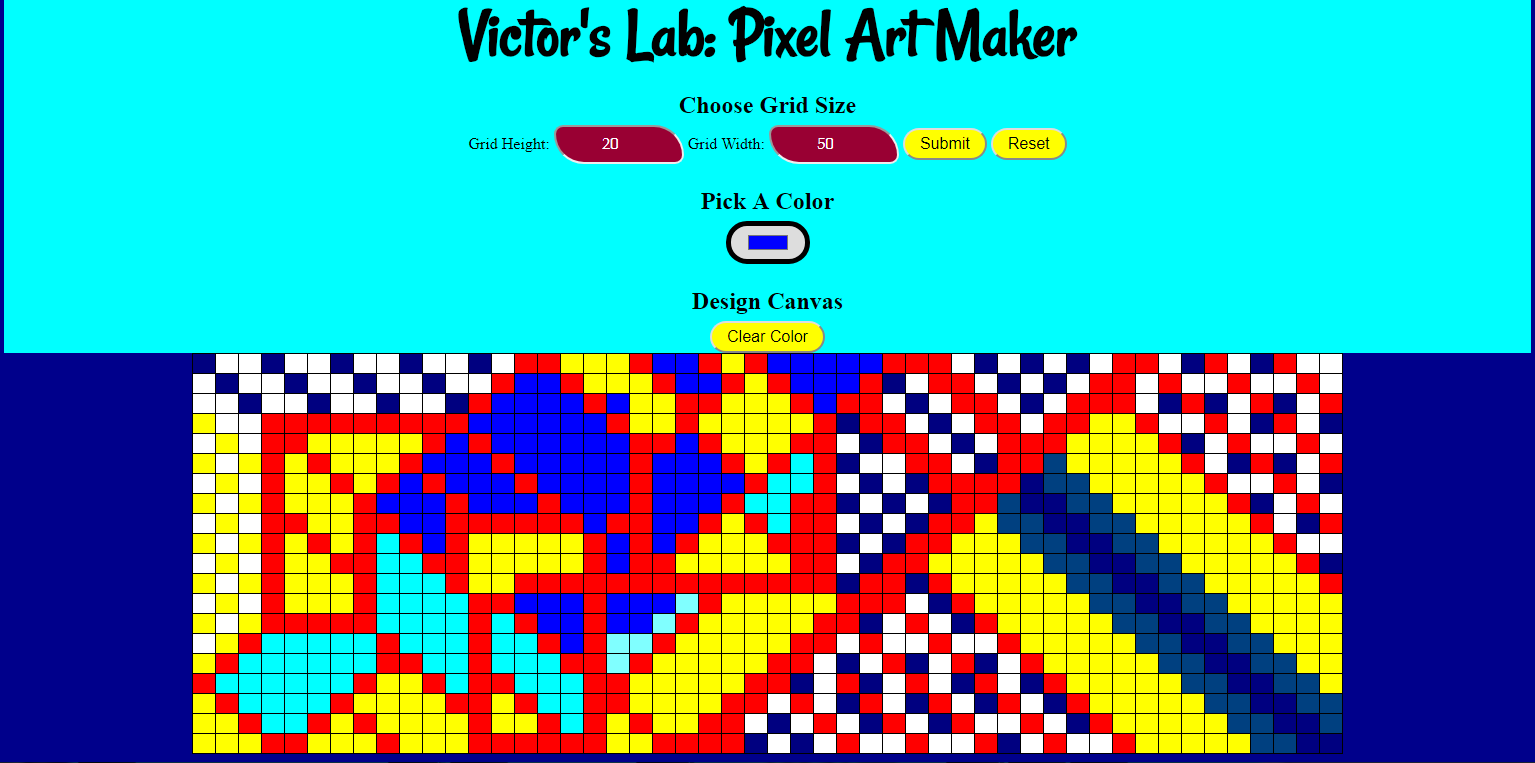 Victor's Lab: Pixel Art Maker
Choose Grid Size
Grid Height: 20 Grid Width: 50 Submit Reset
Pick A Color
Design Canvas
Clear Color